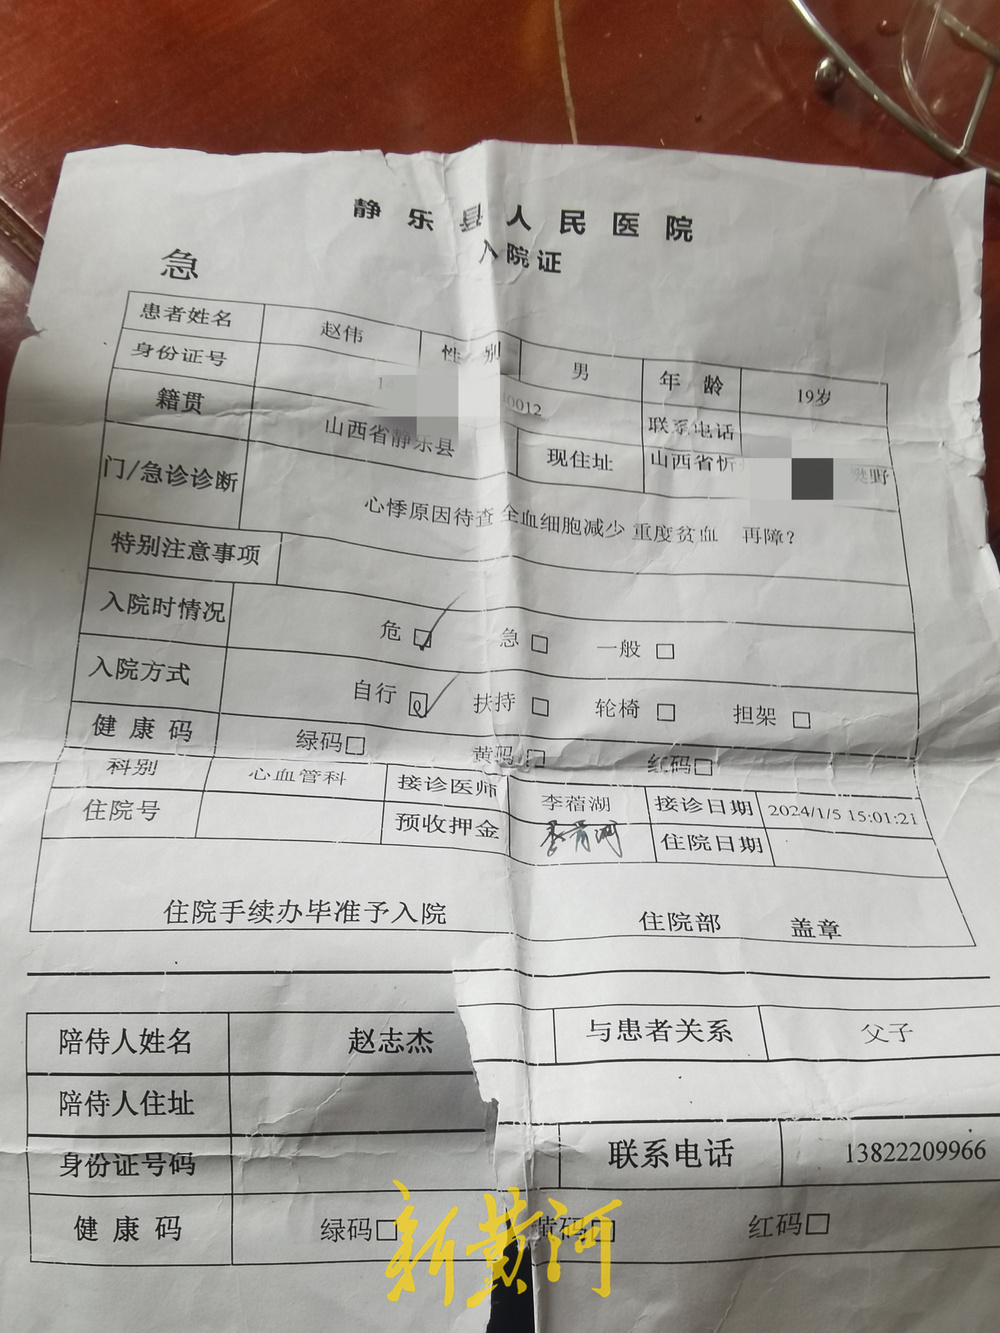 静乐县人民医院
入院证
急
患者姓名 赵伟 性别 男 年龄 19岁
身份证号 1 0012 联系电话
籍贯 山西省静乐县 现住址 山西省忻 野
门/急诊诊断 心悸原因待查 全血细胞减少 重度贫血 再障?
特别注意事项
入院时情况 危☑ 急□ 一般□
入院方式 自行☑ 扶持□ 轮椅□ 担架□
健康码 绿码□ 黄码□ 红码□
科别 心血管科 接诊医师 李蓿湖 接诊日期 2024/1/5 15:01:21
住院号 预收押金 住院日期
住院手续办毕准予入院 住院部 盖章
陪侍人姓名 赵志杰 与患者关系 父子
陪侍人住址
身份证号码 联系电话 13822209966
健康码 绿码□ 黄码□ 红码□
新黄河